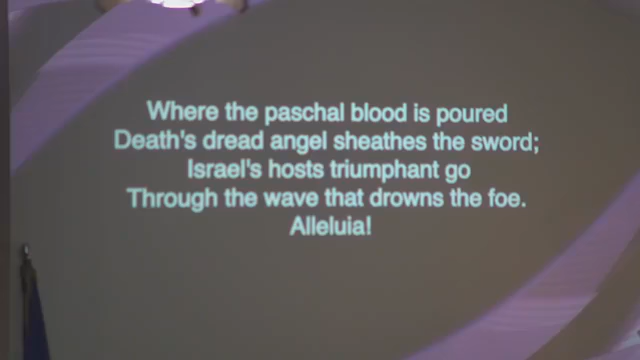 Where the paschal blood is poured
Death's dread angel sheathes the sword;
Israel's hosts triumphant go
Through the wave that drowns the foe.
Alleluia!